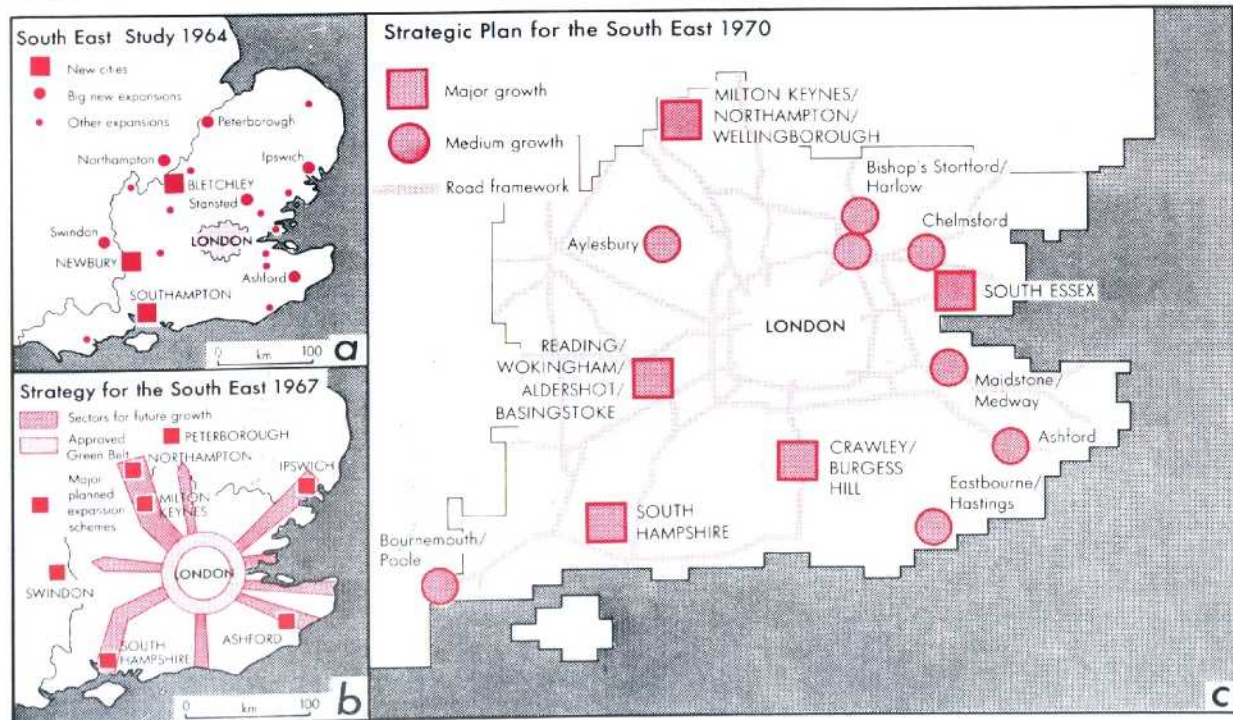 South East Study 1964
New cities
Big new expansions
Other expansions
Peterborough
Northampton
Ipswich
BLETCHLEY
Stansted
Swindon
LONDON
NEWBURY
Ashford
SOUTHAMPTON
0 km 100
a
Strategy for the South East 1967
Sectors for future growth
Approved
Green Belt
Major
planned
expansion
schemes
PETERBOROUGH
NORTHAMPTON
IPSWICH
MILTON
KEYNES
LONDON
SWINDON
ASHFORD
SOUTH
HAMPSHIRE
0 km 100
b
Strategic Plan for the South East 1970
Major growth
Medium growth
Road framework
MILTON KEYNES/
NORTHAMPTON/
WELLINGBOROUGH
Bishop's Stortford/
Harlow
Chelmsford
Aylesbury
SOUTH ESSEX
LONDON
READING/
WOKINGHAM/
ALDERSHOT/
BASINGSTOKE
Maidstone/
Medway
Ashford
CRAWLEY/
BURGESS
HILL
Eastbourne/
Hastings
SOUTH
HAMPSHIRE
Bournemouth/
Poole
c